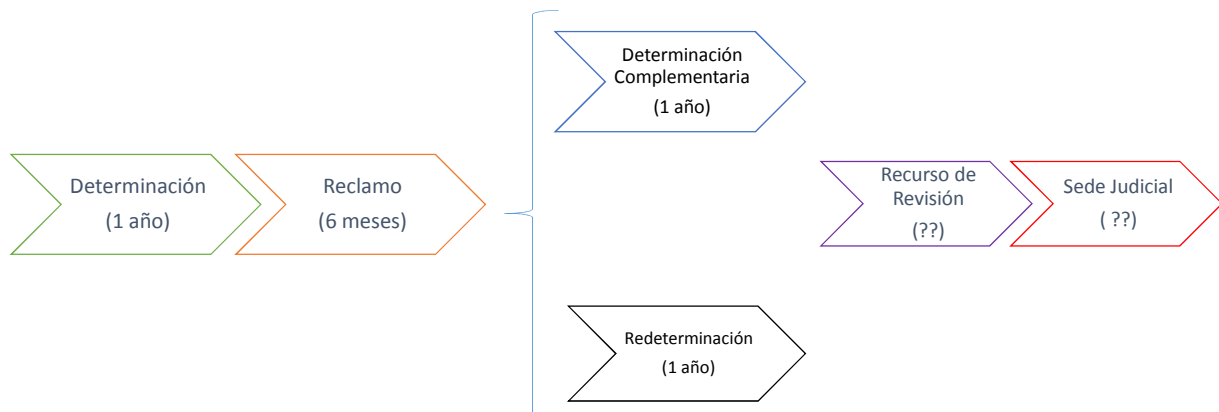 Determinación
(1 año)
Reclamo
(6 meses)
Determinación
Complementaria
(1 año)
Redeterminación
(1 año)
Recurso de
Revisión
(??)
Sede Judicial
( ??)